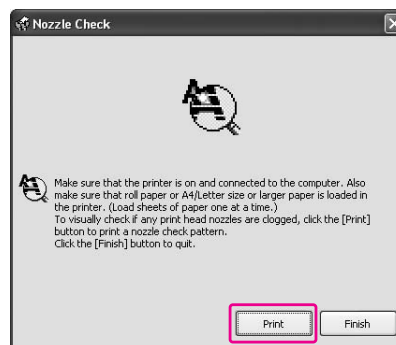 Nozzle Check
Make sure that the printer is on and connected to the computer. Also
make sure that roll paper or A4/Letter size or larger paper is loaded in
the printer. (Load sheets of paper one at a time.)
To visually check if any print head nozzles are clogged, click the [Print]
button to print a nozzle check pattern.
Click the [Finish] button to quit.
Print
Finish